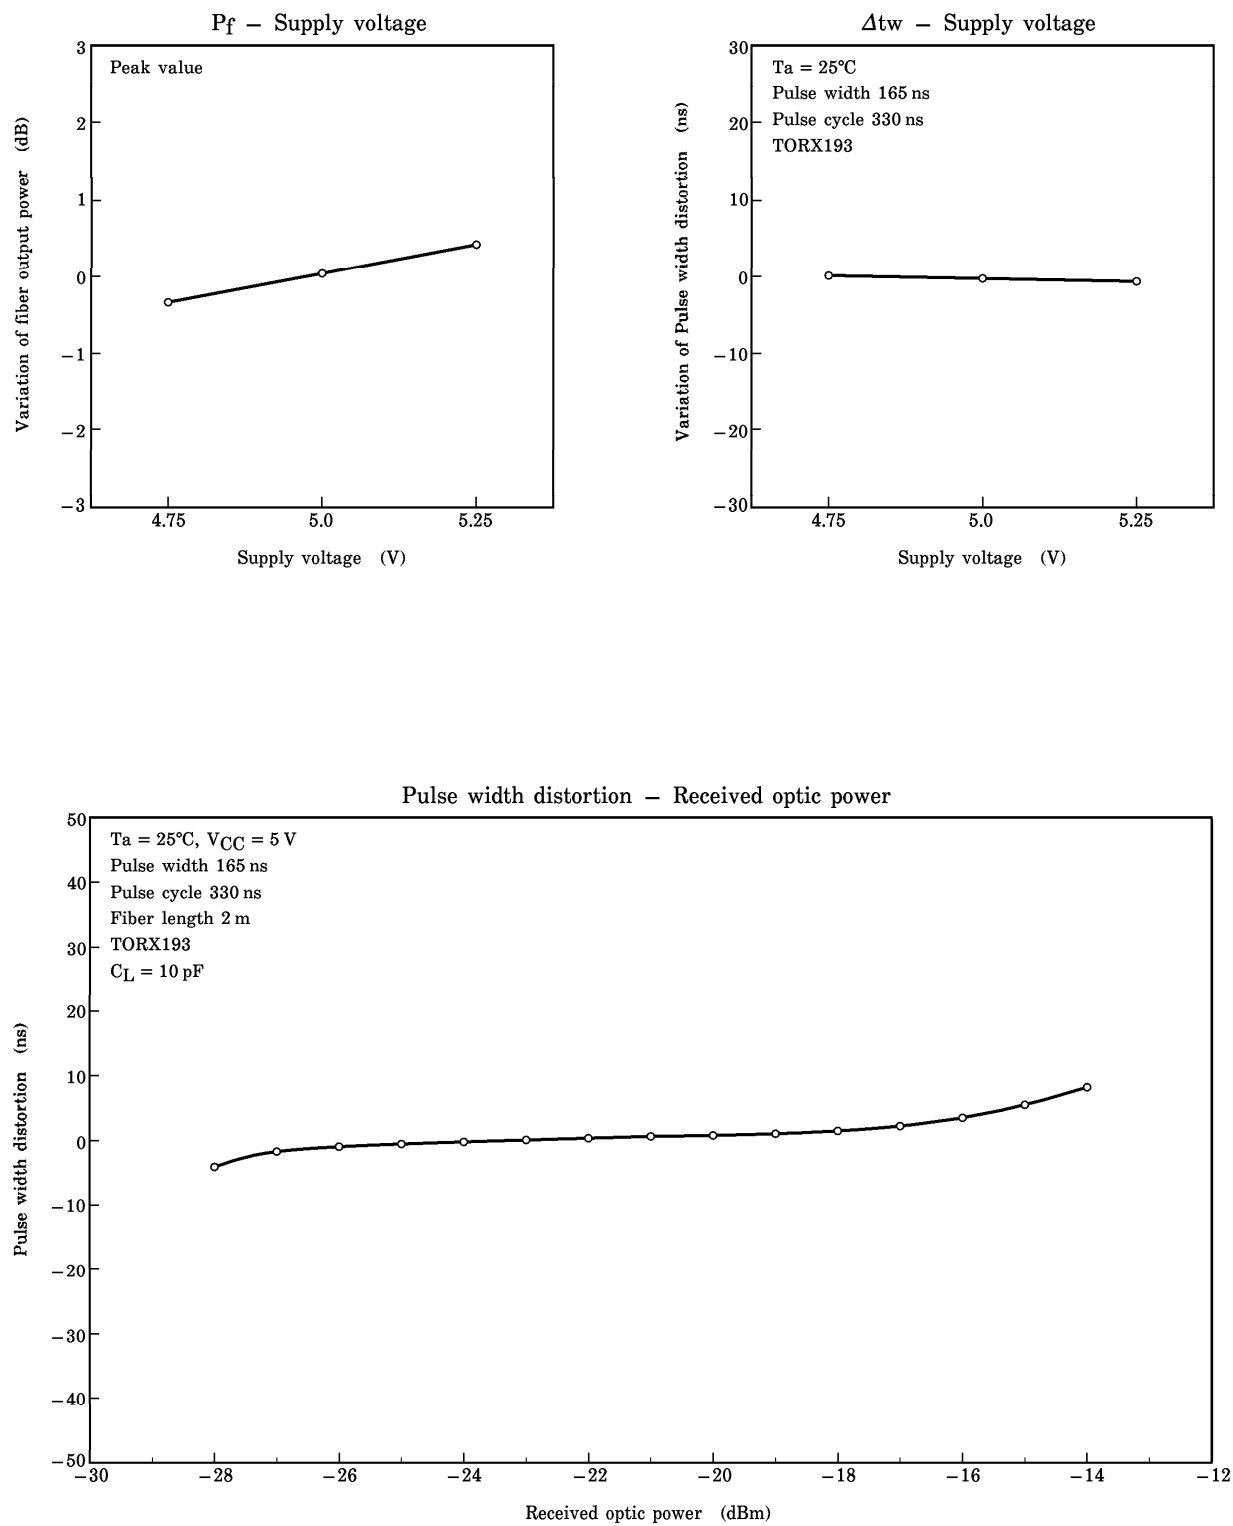 Pf – Supply voltage
Variation of fiber output power (dB)
Peak value
3
2
1
0
−1
−2
−3
4.75 5.0 5.25
Supply voltage (V)
Δtw – Supply voltage
Variation of Pulse width distortion (ns)
Ta = 25°C
Pulse width 165 ns
Pulse cycle 330 ns
TORX193
30
20
10
0
−10
−20
−30
4.75 5.0 5.25
Supply voltage (V)
Pulse width distortion – Received optic power
Pulse width distortion (ns)
Ta = 25°C, VCC = 5 V
Pulse width 165 ns
Pulse cycle 330 ns
Fiber length 2 m
TORX193
CL = 10 pF
50
40
30
20
10
0
−10
−20
−30
−40
−50
−30 −28 −26 −24 −22 −20 −18 −16 −14 −12
Received optic power (dBm)